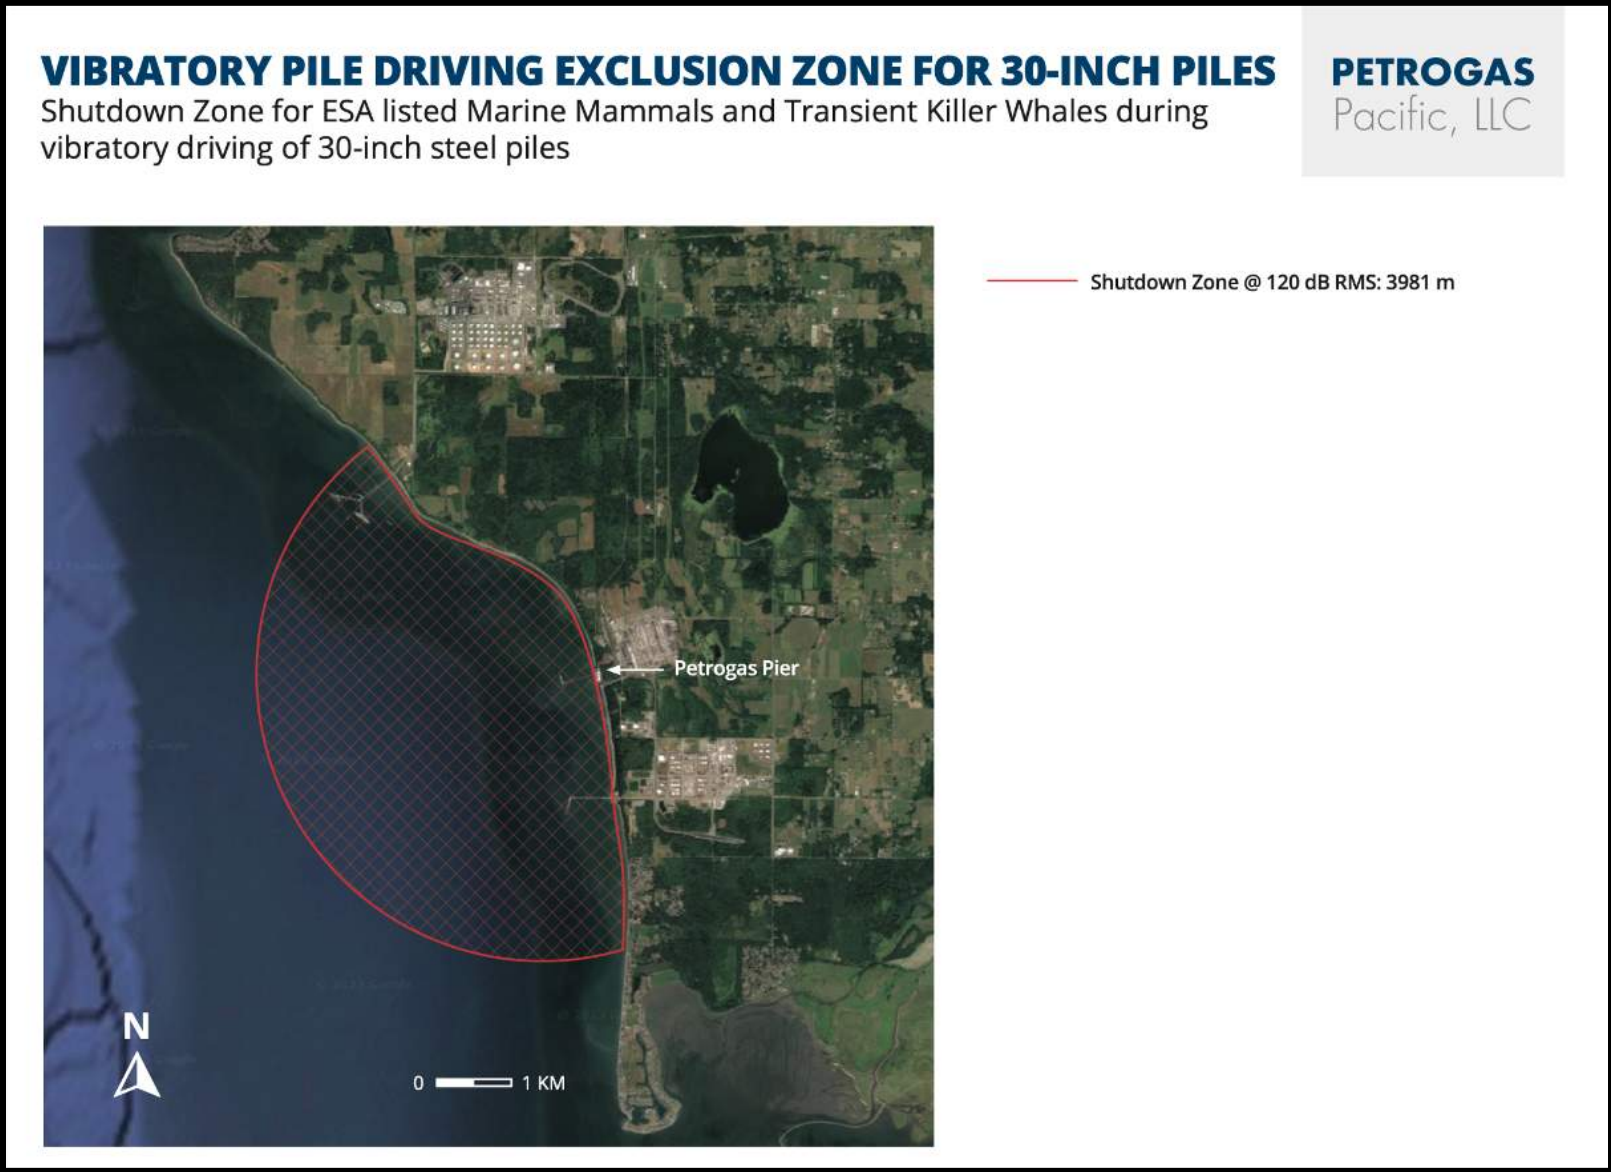 VIBRATORY PILE DRIVING EXCLUSION ZONE FOR 30-INCH PILES
Shutdown Zone for ESA listed Marine Mammals and Transient Killer Whales during
vibratory driving of 30-inch steel piles
PETROGAS
Pacific, LLC
Shutdown Zone @ 120 dB RMS: 3981 m
Petrogas Pier
N
0 1 KM